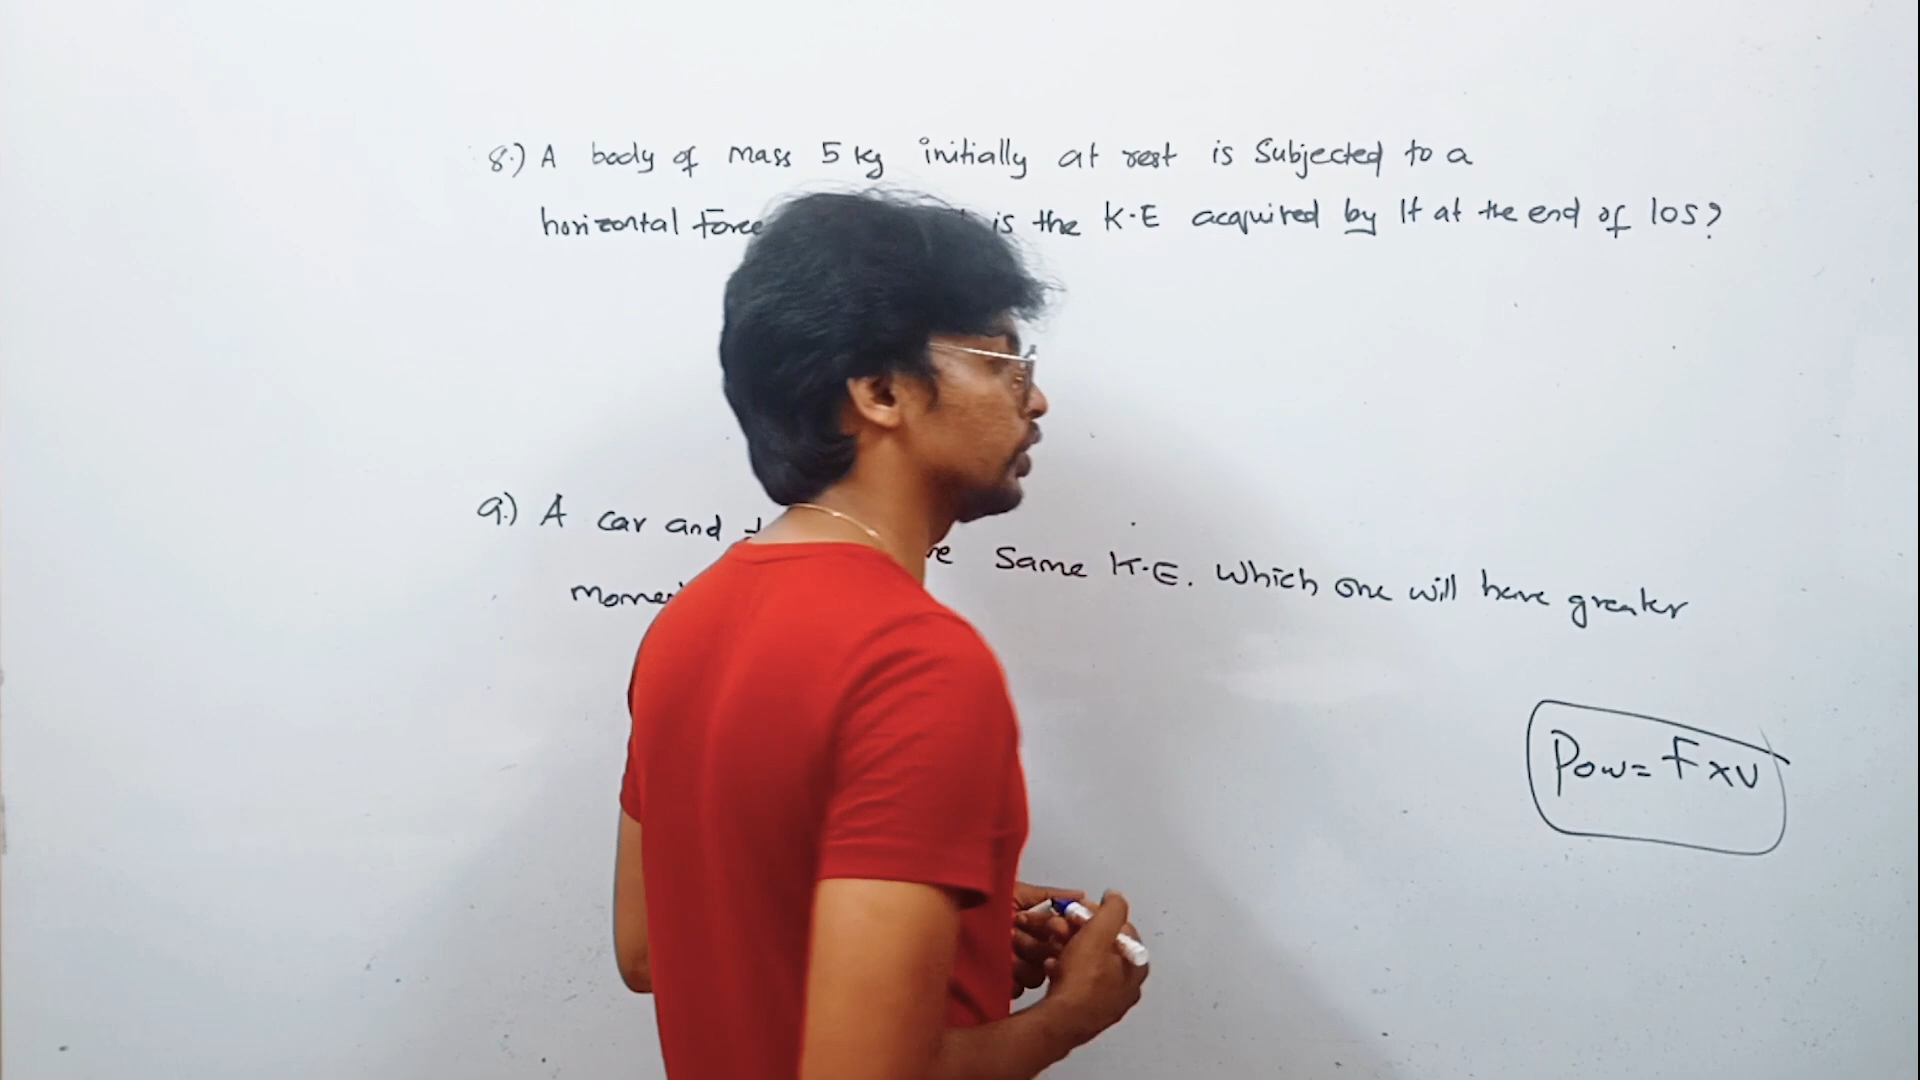 8.) A body of mass 5 kg initially at rest is Subjected to a
horizontal Force is the K.E acquired by It at the end of 10s?
9.) A car and Same K.E. Which one will have greater
Pow = F x v